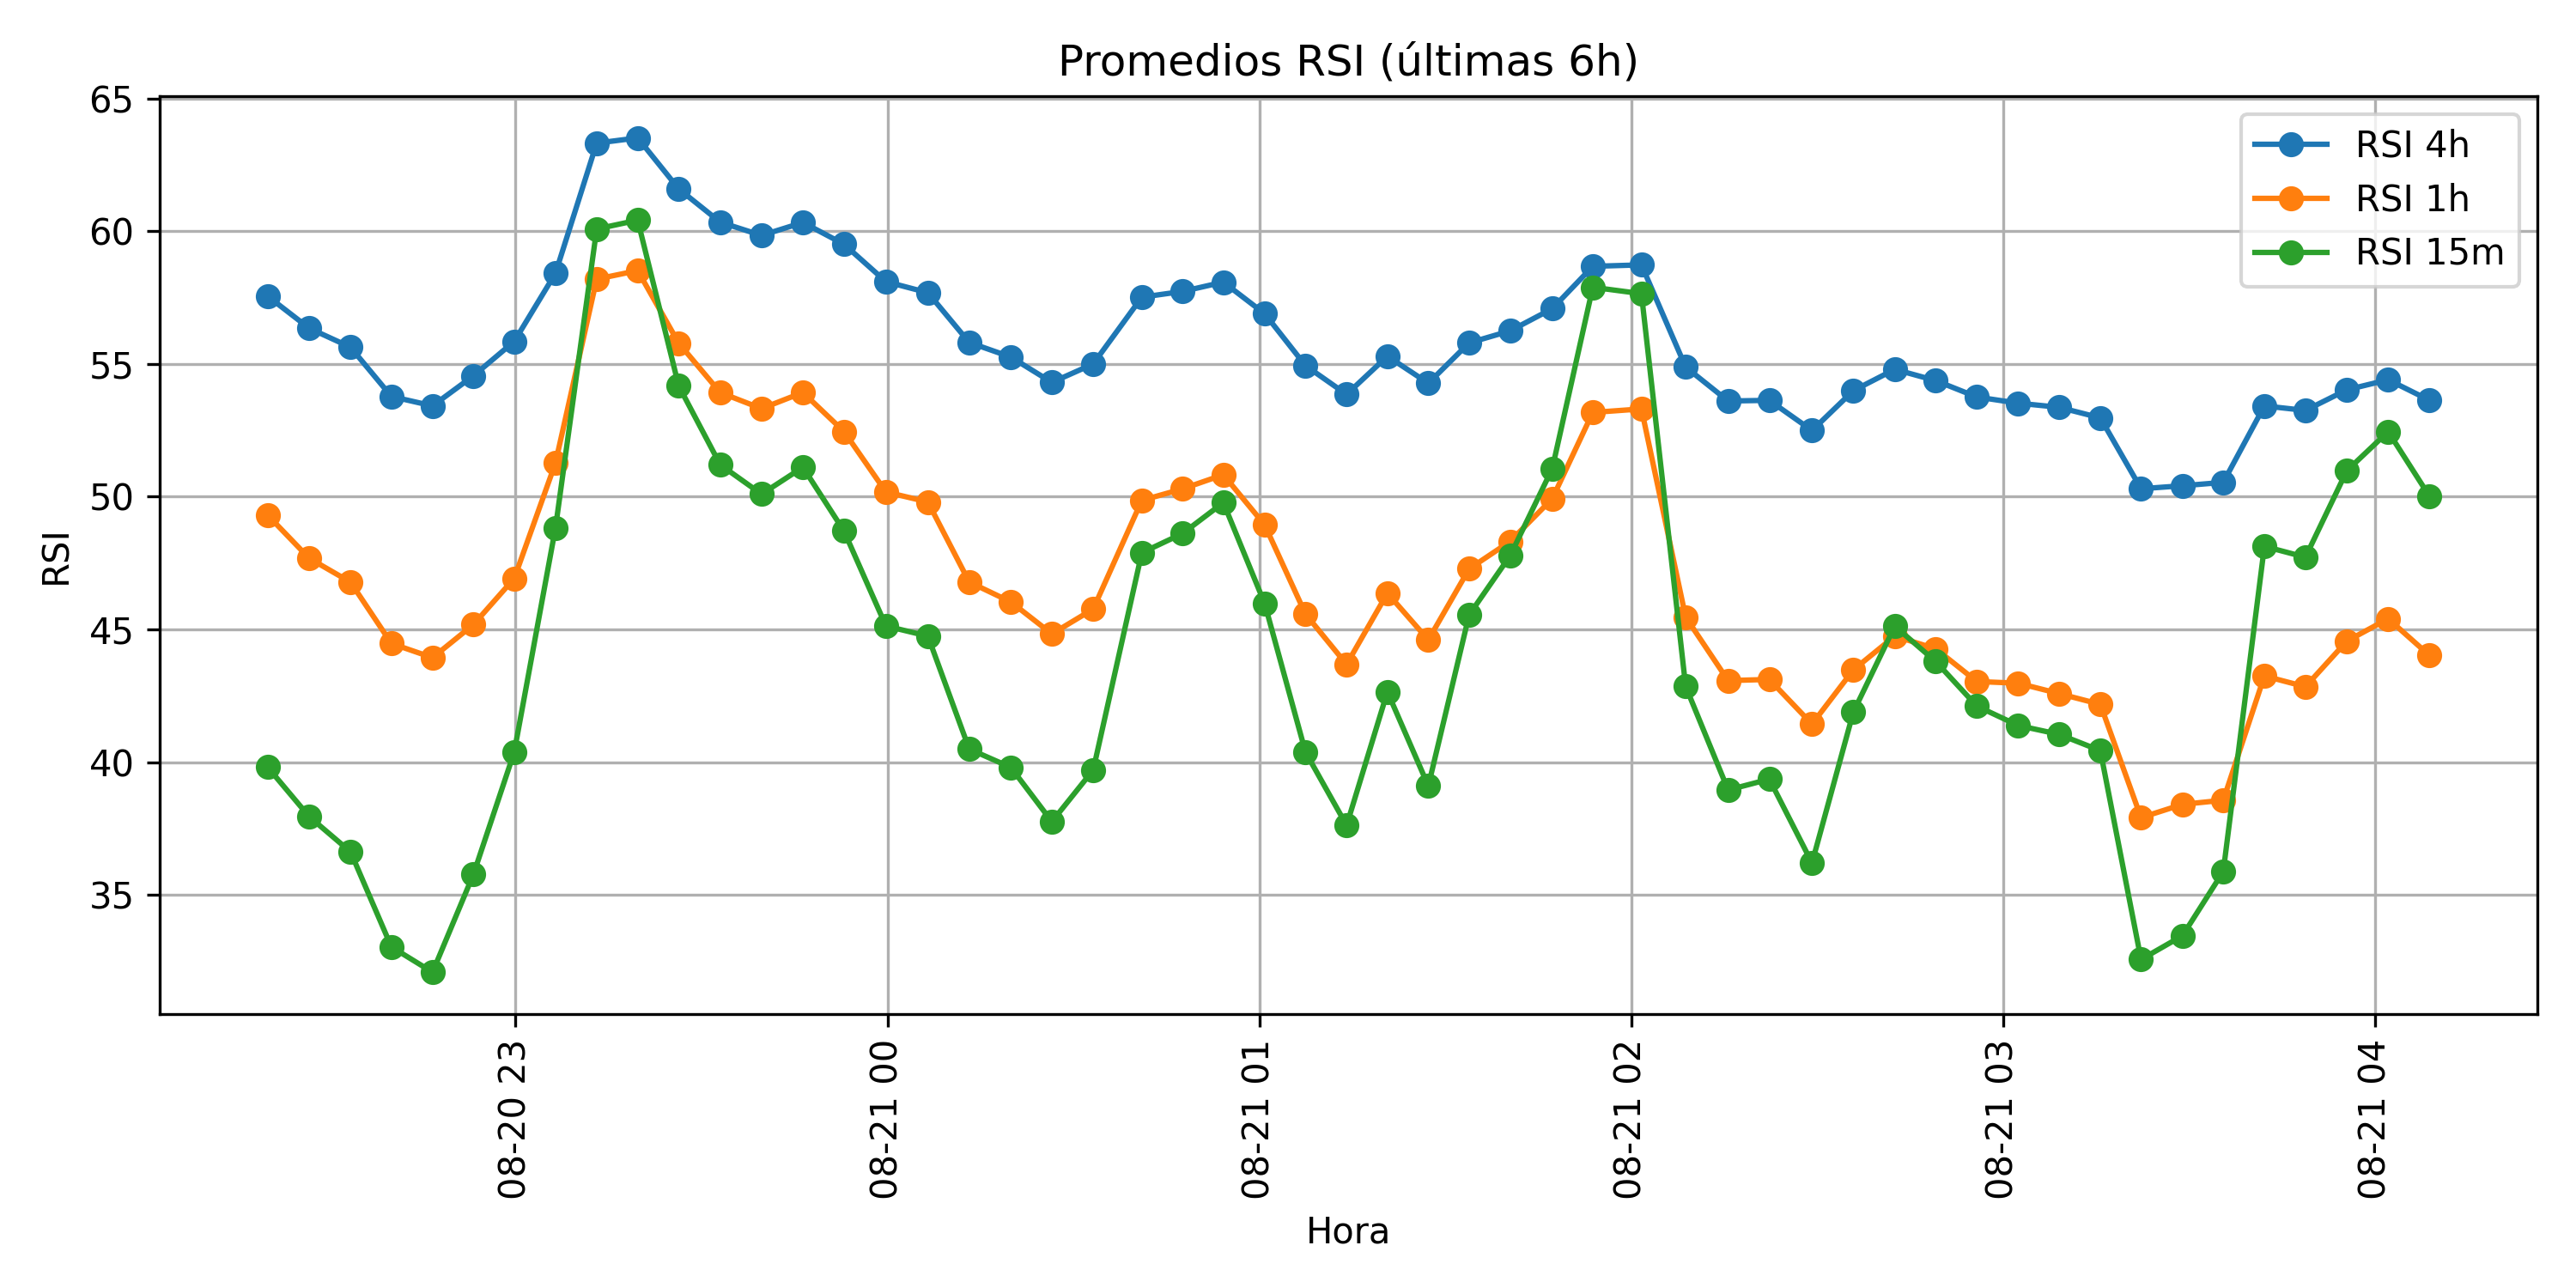 Promedios RSI (últimas 6h)
RSI 4h
RSI 1h
RSI 15m
RSI
65
60
55
50
45
40
35
08-20 23
08-21 00
08-21 01
08-21 02
08-21 03
08-21 04
Hora